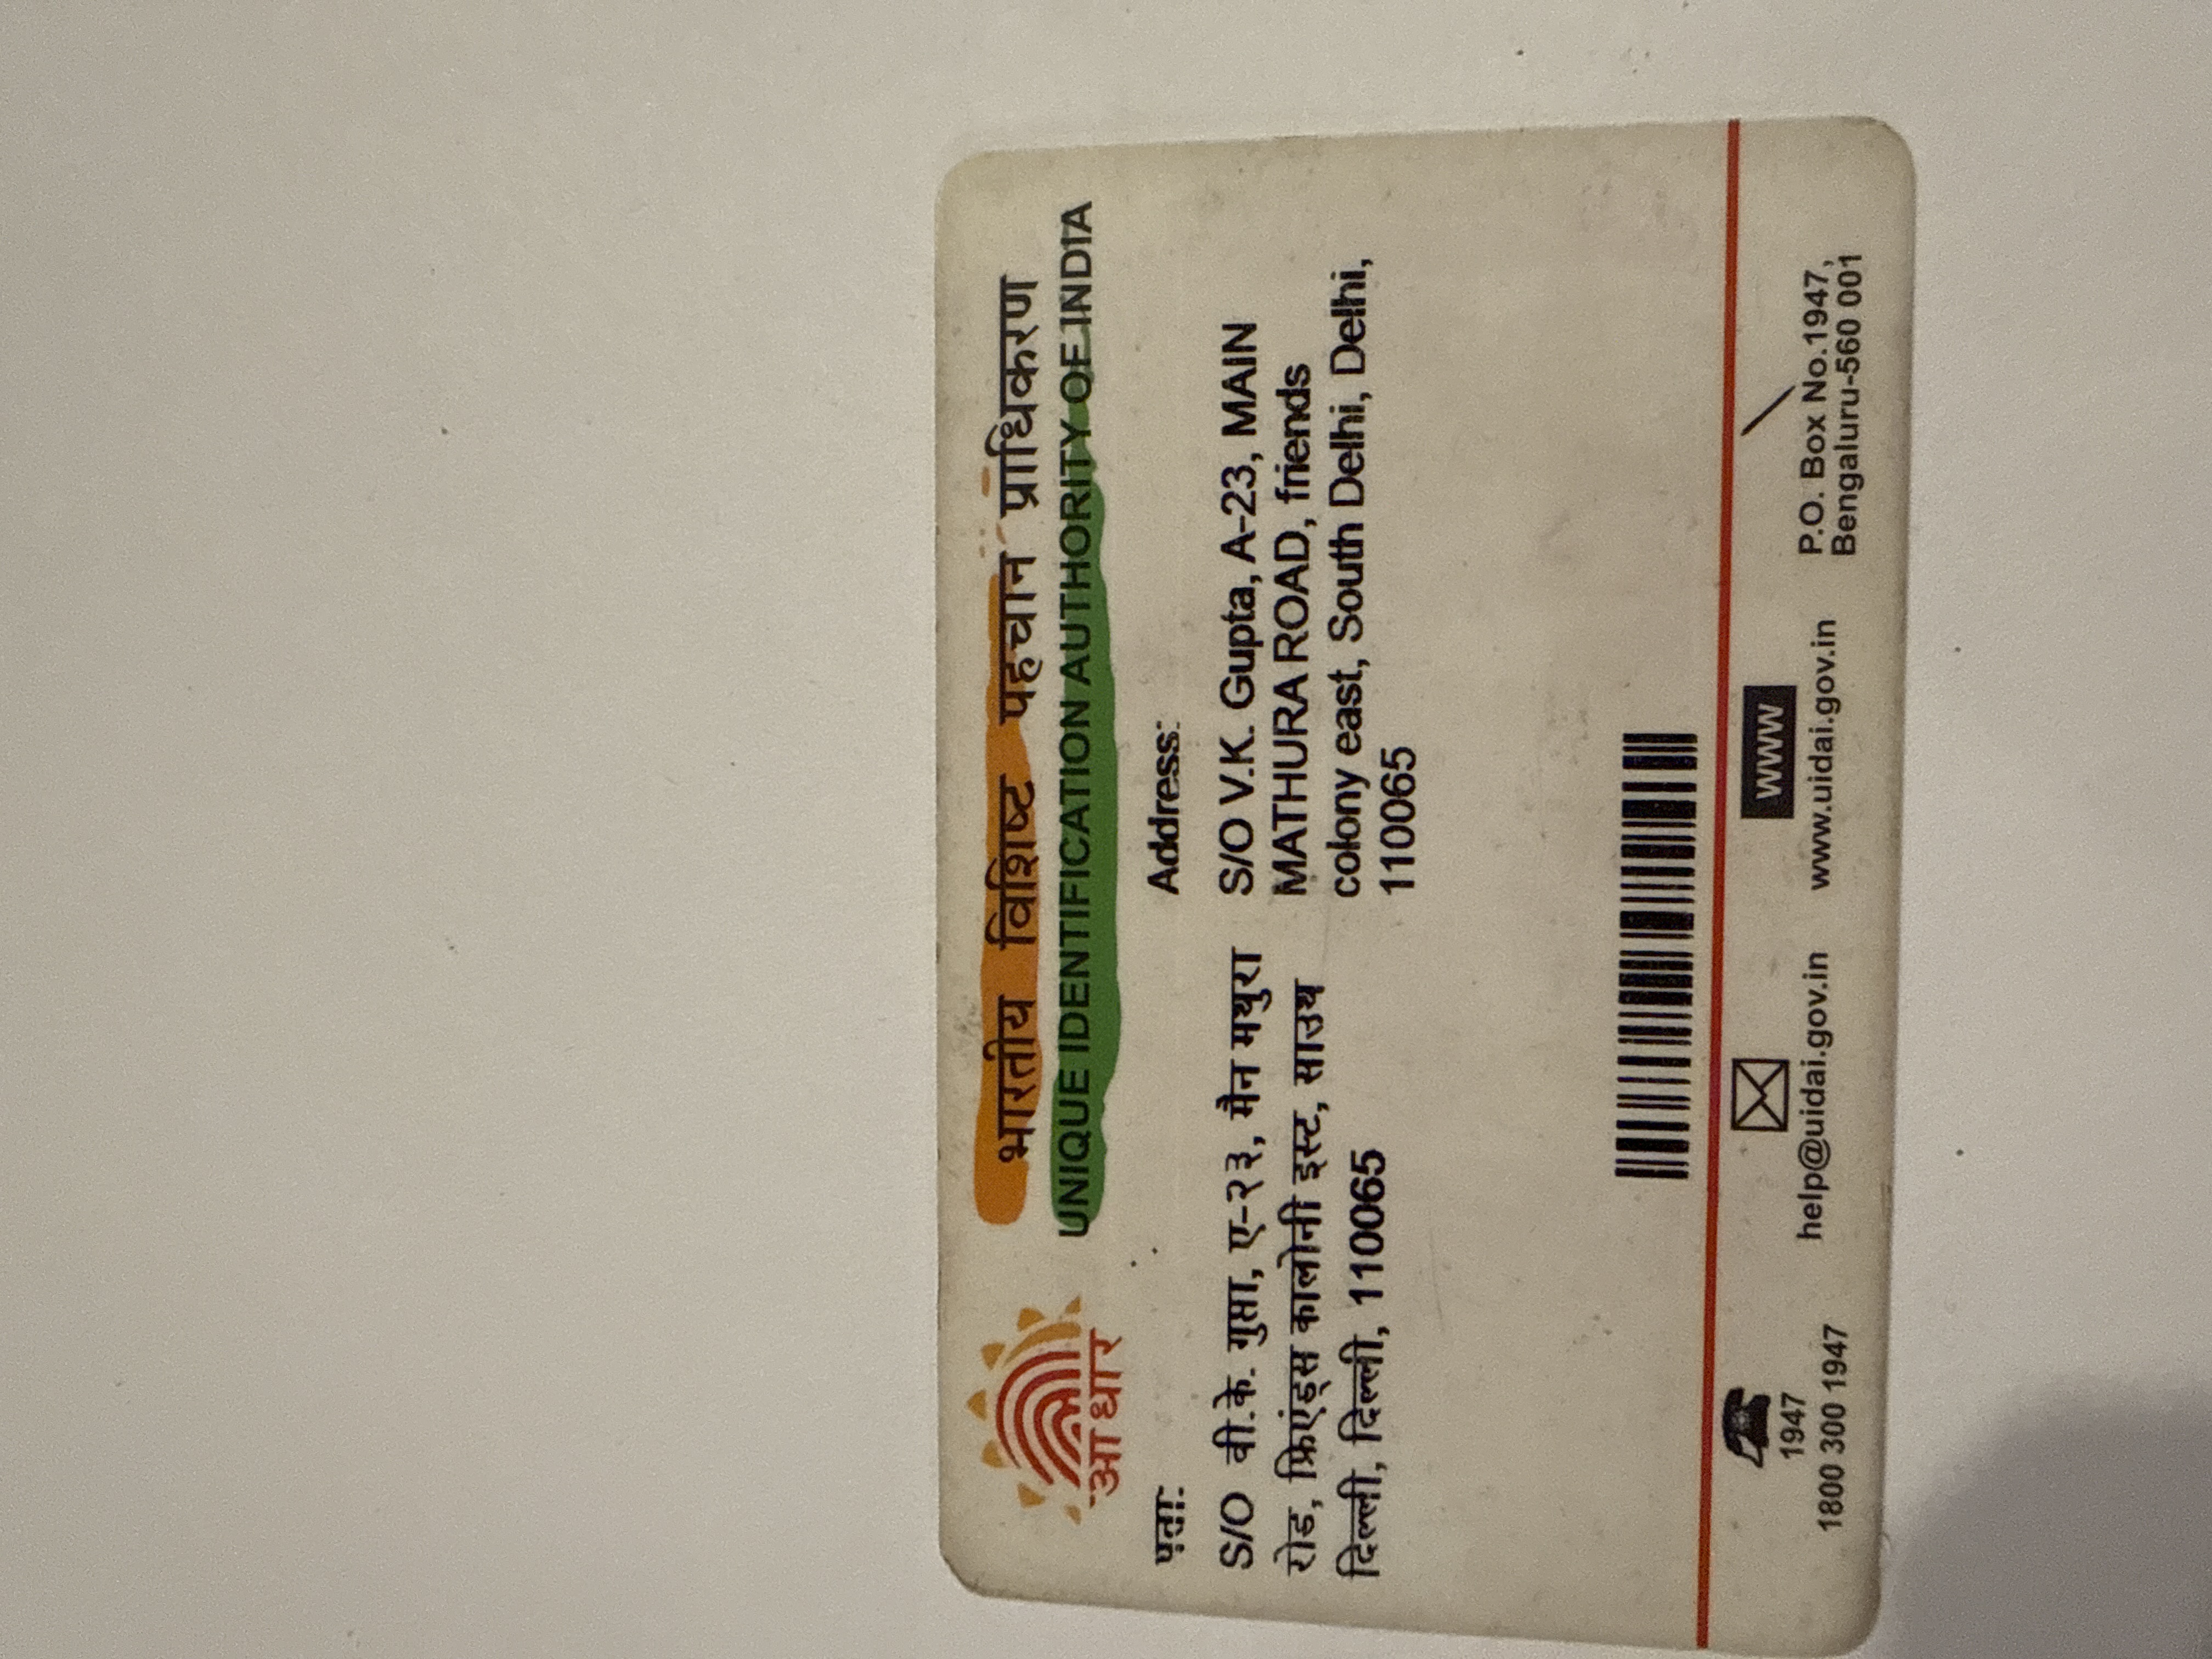 भारतीय विशिष्ट पहचान प्राधिकरण
UNIQUE IDENTIFICATION AUTHORITY OF INDIA
आधार
पता:
S/O वी.के. गुप्ता, ए-२३, मैन मथुरा
रोड, फ्रिएंड्स कालोनी इस्ट, साउथ
दिल्ली, दिल्ली, 110065
Address:
S/O V.K. Gupta, A-23, MAIN
MATHURA ROAD, friends
colony east, South Delhi, Delhi,
110065
1947
1800 300 1947
help@uidai.gov.in
WWW
www.uidai.gov.in
P.O. Box No.1947,
Bengaluru-560 001